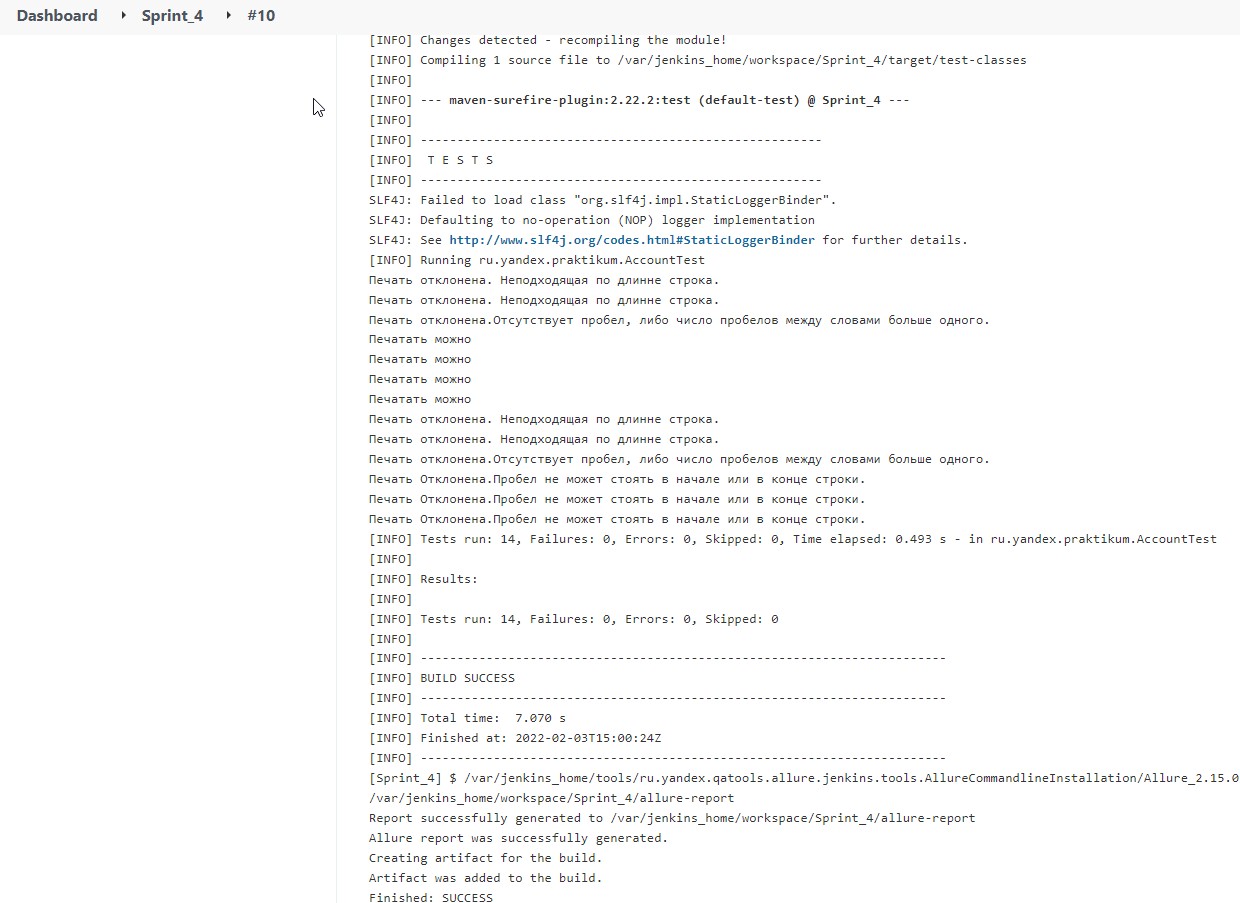 Dashboard ▸ Sprint_4 ▸ #10
[INFO] Changes detected - recompiling the module!
[INFO] Compiling 1 source file to /var/jenkins_home/workspace/Sprint_4/target/test-classes
[INFO]
[INFO] --- maven-surefire-plugin:2.22.2:test (default-test) @ Sprint_4 ---
[INFO]
[INFO] -------------------------------------------------------
[INFO]  T E S T S
[INFO] -------------------------------------------------------
SLF4J: Failed to load class "org.slf4j.impl.StaticLoggerBinder".
SLF4J: Defaulting to no-operation (NOP) logger implementation
SLF4J: See http://www.slf4j.org/codes.html#StaticLoggerBinder for further details.
[INFO] Running ru.yandex.praktikum.AccountTest
Печать отклонена. Неподходящая по длинне строка.
Печать отклонена. Неподходящая по длинне строка.
Печать отклонена.Отсутствует пробел, либо число пробелов между словами больше одного.
Печатать можно
Печатать можно
Печатать можно
Печатать можно
Печать отклонена. Неподходящая по длинне строка.
Печать отклонена. Неподходящая по длинне строка.
Печать отклонена.Отсутствует пробел, либо число пробелов между словами больше одного.
Печать Отклонена.Пробел не может стоять в начале или в конце строки.
Печать Отклонена.Пробел не может стоять в начале или в конце строки.
Печать Отклонена.Пробел не может стоять в начале или в конце строки.
[INFO] Tests run: 14, Failures: 0, Errors: 0, Skipped: 0, Time elapsed: 0.493 s - in ru.yandex.praktikum.AccountTest
[INFO]
[INFO] Results:
[INFO]
[INFO] Tests run: 14, Failures: 0, Errors: 0, Skipped: 0
[INFO]
[INFO] ------------------------------------------------------------------------
[INFO] BUILD SUCCESS
[INFO] ------------------------------------------------------------------------
[INFO] Total time:  7.070 s
[INFO] Finished at: 2022-02-03T15:00:24Z
[INFO] ------------------------------------------------------------------------
[Sprint_4] $ /var/jenkins_home/tools/ru.yandex.qatools.allure.jenkins.tools.AllureCommandlineInstallation/Allure_2.15.0
/var/jenkins_home/workspace/Sprint_4/allure-report
Report successfully generated to /var/jenkins_home/workspace/Sprint_4/allure-report
Allure report was successfully generated.
Creating artifact for the build.
Artifact was added to the build.
Finished: SUCCESS